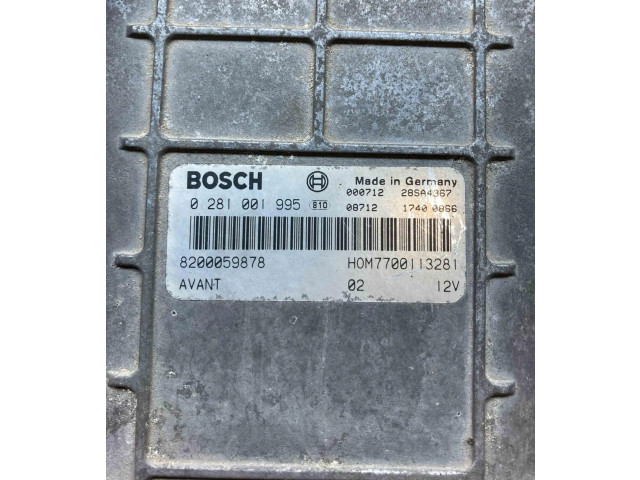 BOSCH Made in Germany
000712 28SA4367
0 281 001 995 810 08712 1740 0866
8200059878 HOM7700113281
AVANT 02 12V